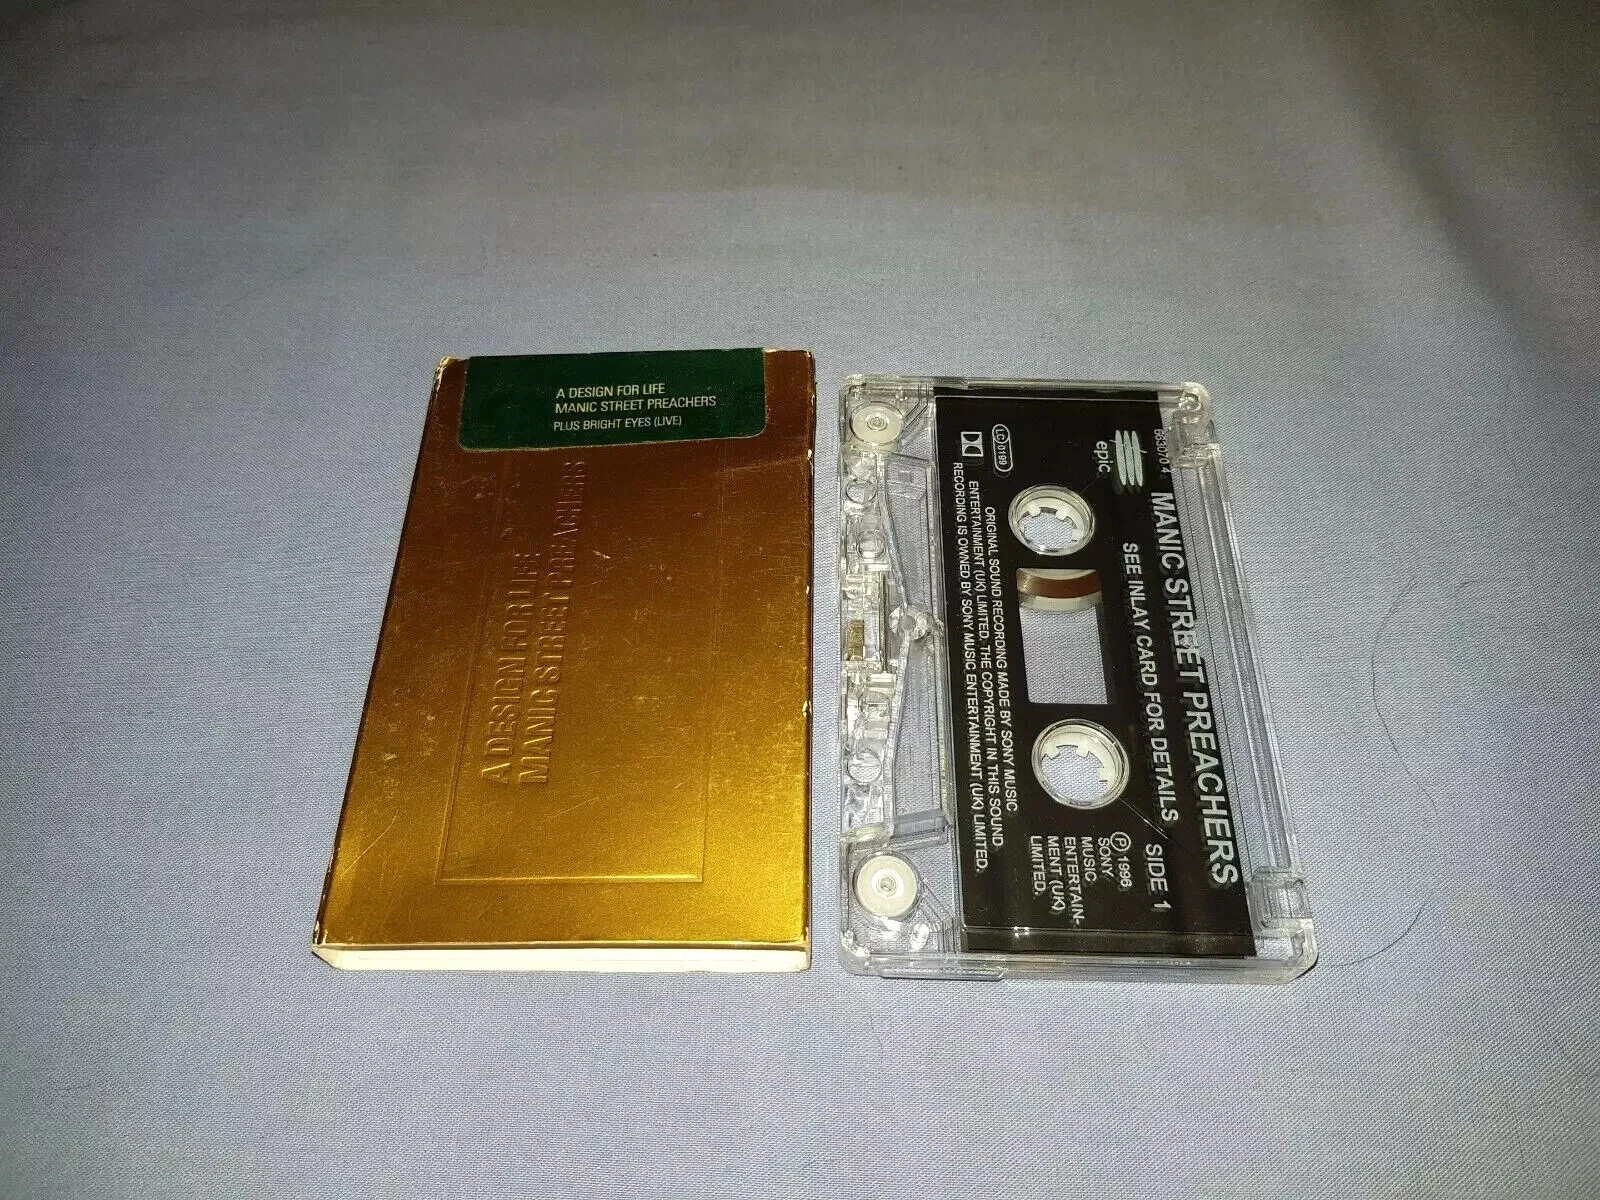 A DESIGN FOR LIFE
MANIC STREET PREACHERS
PLUS BRIGHT EYES (LIVE)
A DESIGN FOR LIFE
MANIC STREET PREACHERS
663070 4
MANIC STREET PREACHERS
epic
SEE INLAY CARD FOR DETAILS
SIDE 1
LC 0199
Ⓟ 1996
SONY
MUSIC
ENTERTAIN-
MENT (UK)
LIMITED.
ORIGINAL SOUND RECORDING MADE BY SONY MUSIC
ENTERTAINMENT (UK) LIMITED. THE COPYRIGHT IN THIS SOUND
RECORDING IS OWNED BY SONY MUSIC ENTERTAINMENT (UK) LIMITED.